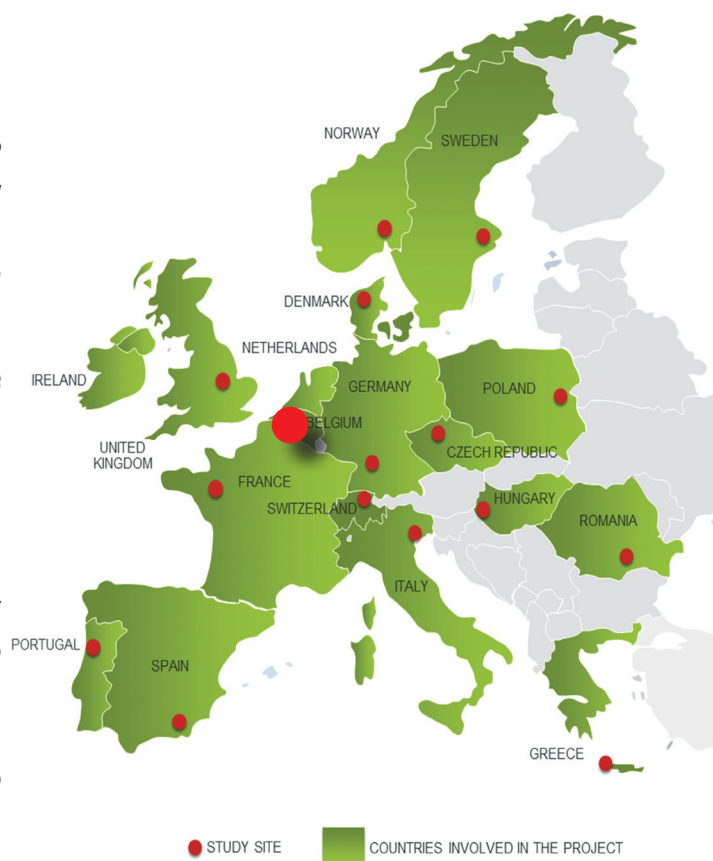 NORWAY
SWEDEN
DENMARK
NETHERLANDS
IRELAND
GERMANY
POLAND
BELGIUM
UNITED
KINGDOM
CZECH REPUBLIC
FRANCE
SWITZERLAND
HUNGARY
ROMANIA
ITALY
PORTUGAL
SPAIN
GREECE
STUDY SITE
COUNTRIES INVOLVED IN THE PROJECT